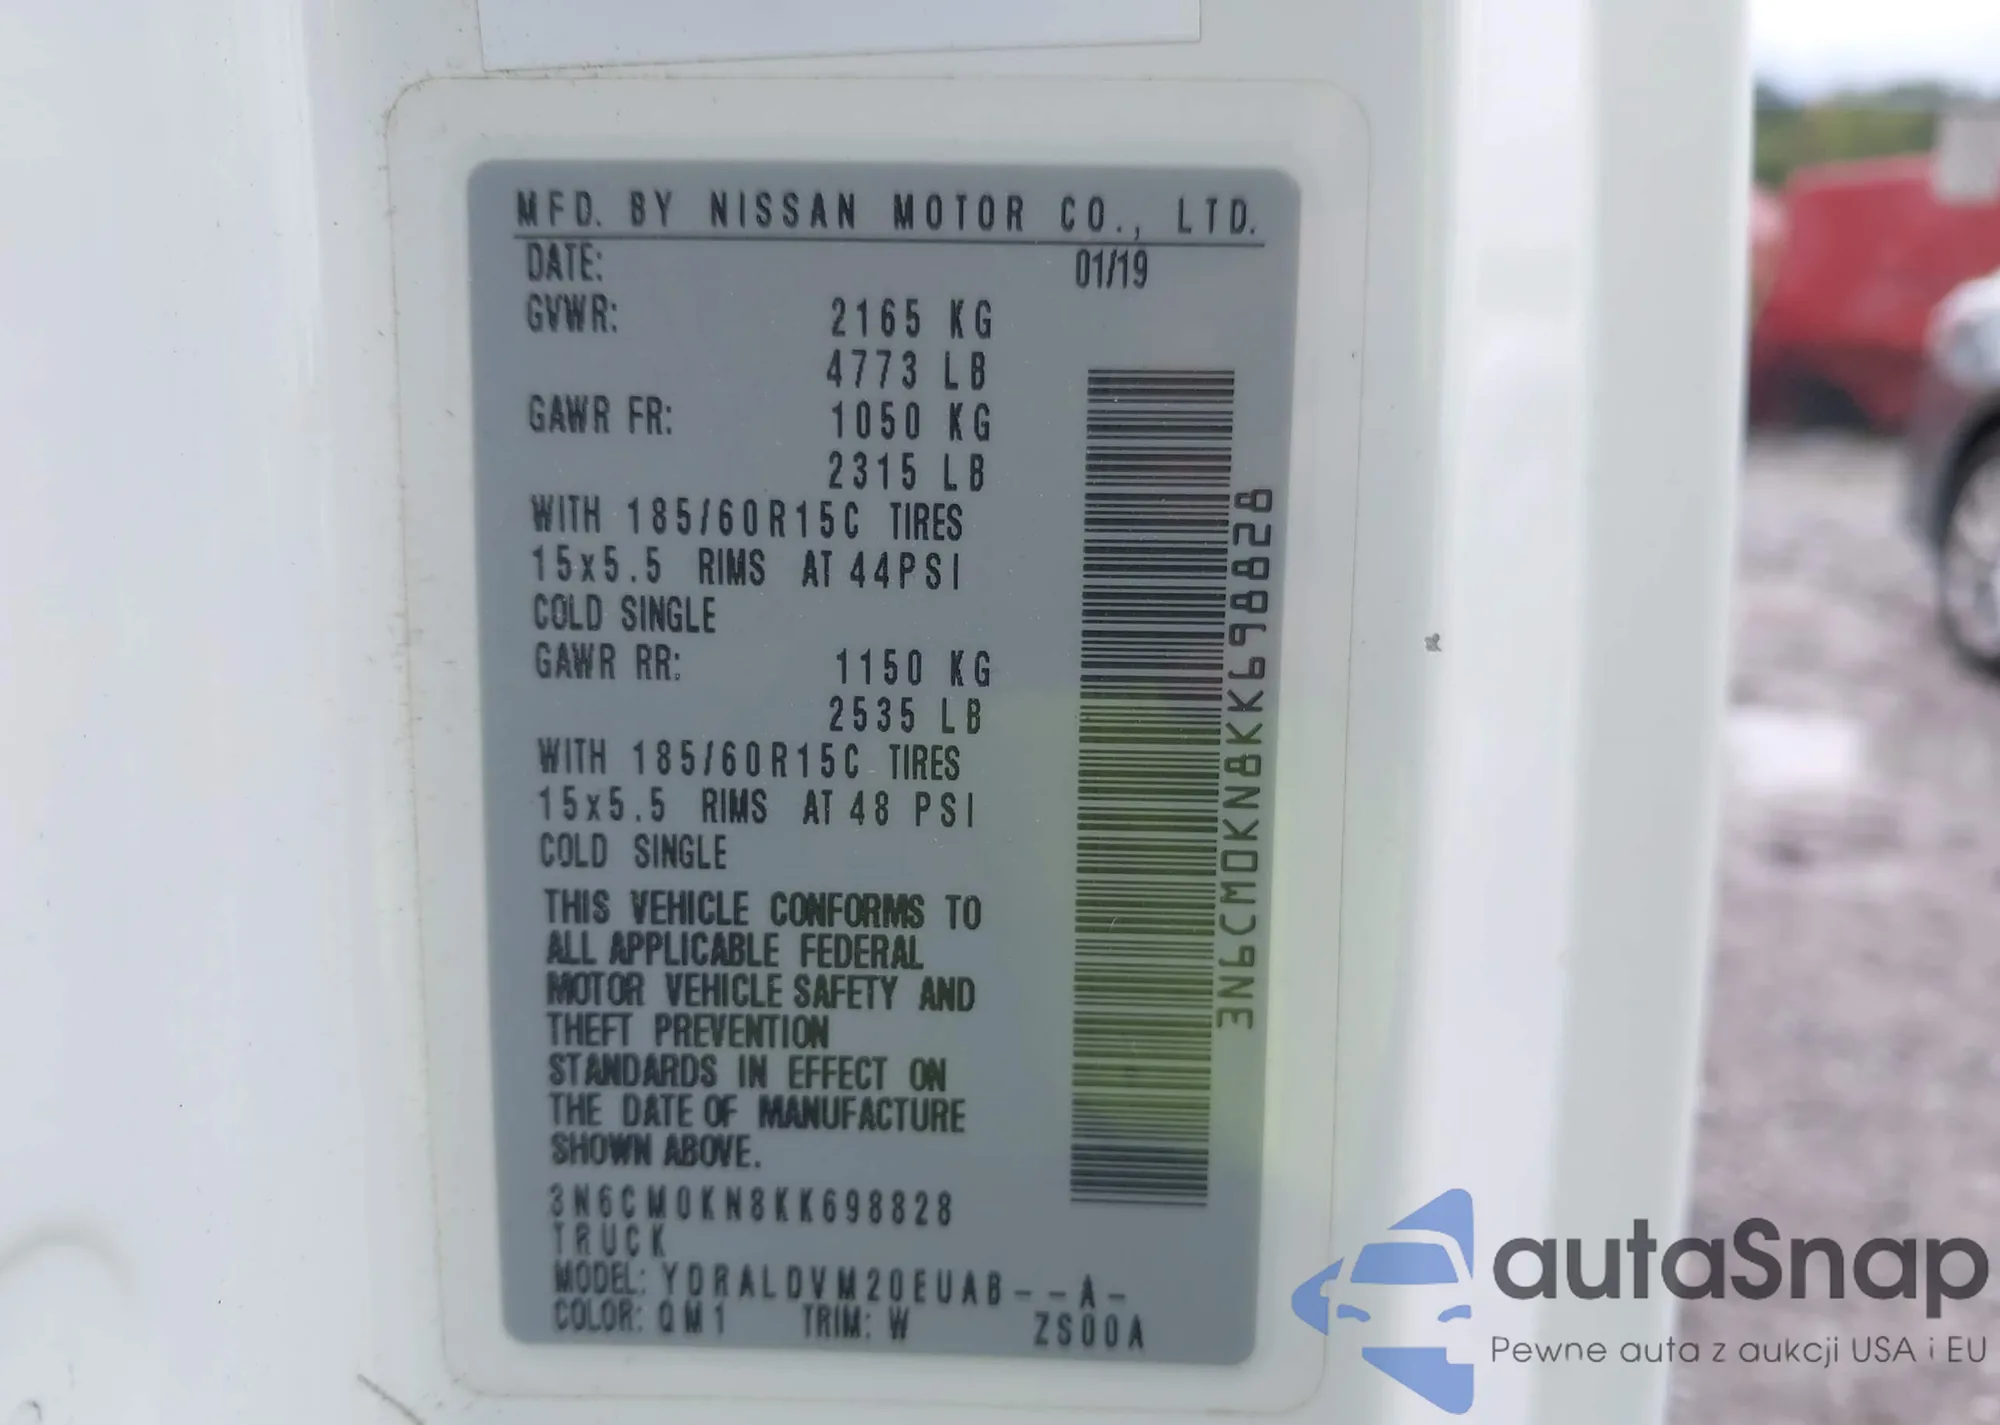 MFD. BY NISSAN MOTOR CO., LTD.
DATE: 01/19
GVWR: 2165 KG
4773 LB
GAWR FR: 1050 KG
2315 LB
WITH 185/60R15C TIRES
15x5.5 RIMS AT 44PSI
COLD SINGLE
GAWR RR: 1150 KG
2535 LB
WITH 185/60R15C TIRES
15x5.5 RIMS AT 48 PSI
COLD SINGLE
THIS VEHICLE CONFORMS TO
ALL APPLICABLE FEDERAL
MOTOR VEHICLE SAFETY AND
THEFT PREVENTION
STANDARDS IN EFFECT ON
THE DATE OF MANUFACTURE
SHOWN ABOVE.
3N6CM0KN8KK698828
TRUCK
MODEL: YDRALDVM20EUAB--A-
COLOR: QM1 TRIM: W ZS00A
3N6CM0KN8KK698828
autaSnap
Pewne auta z aukcji USA i EU